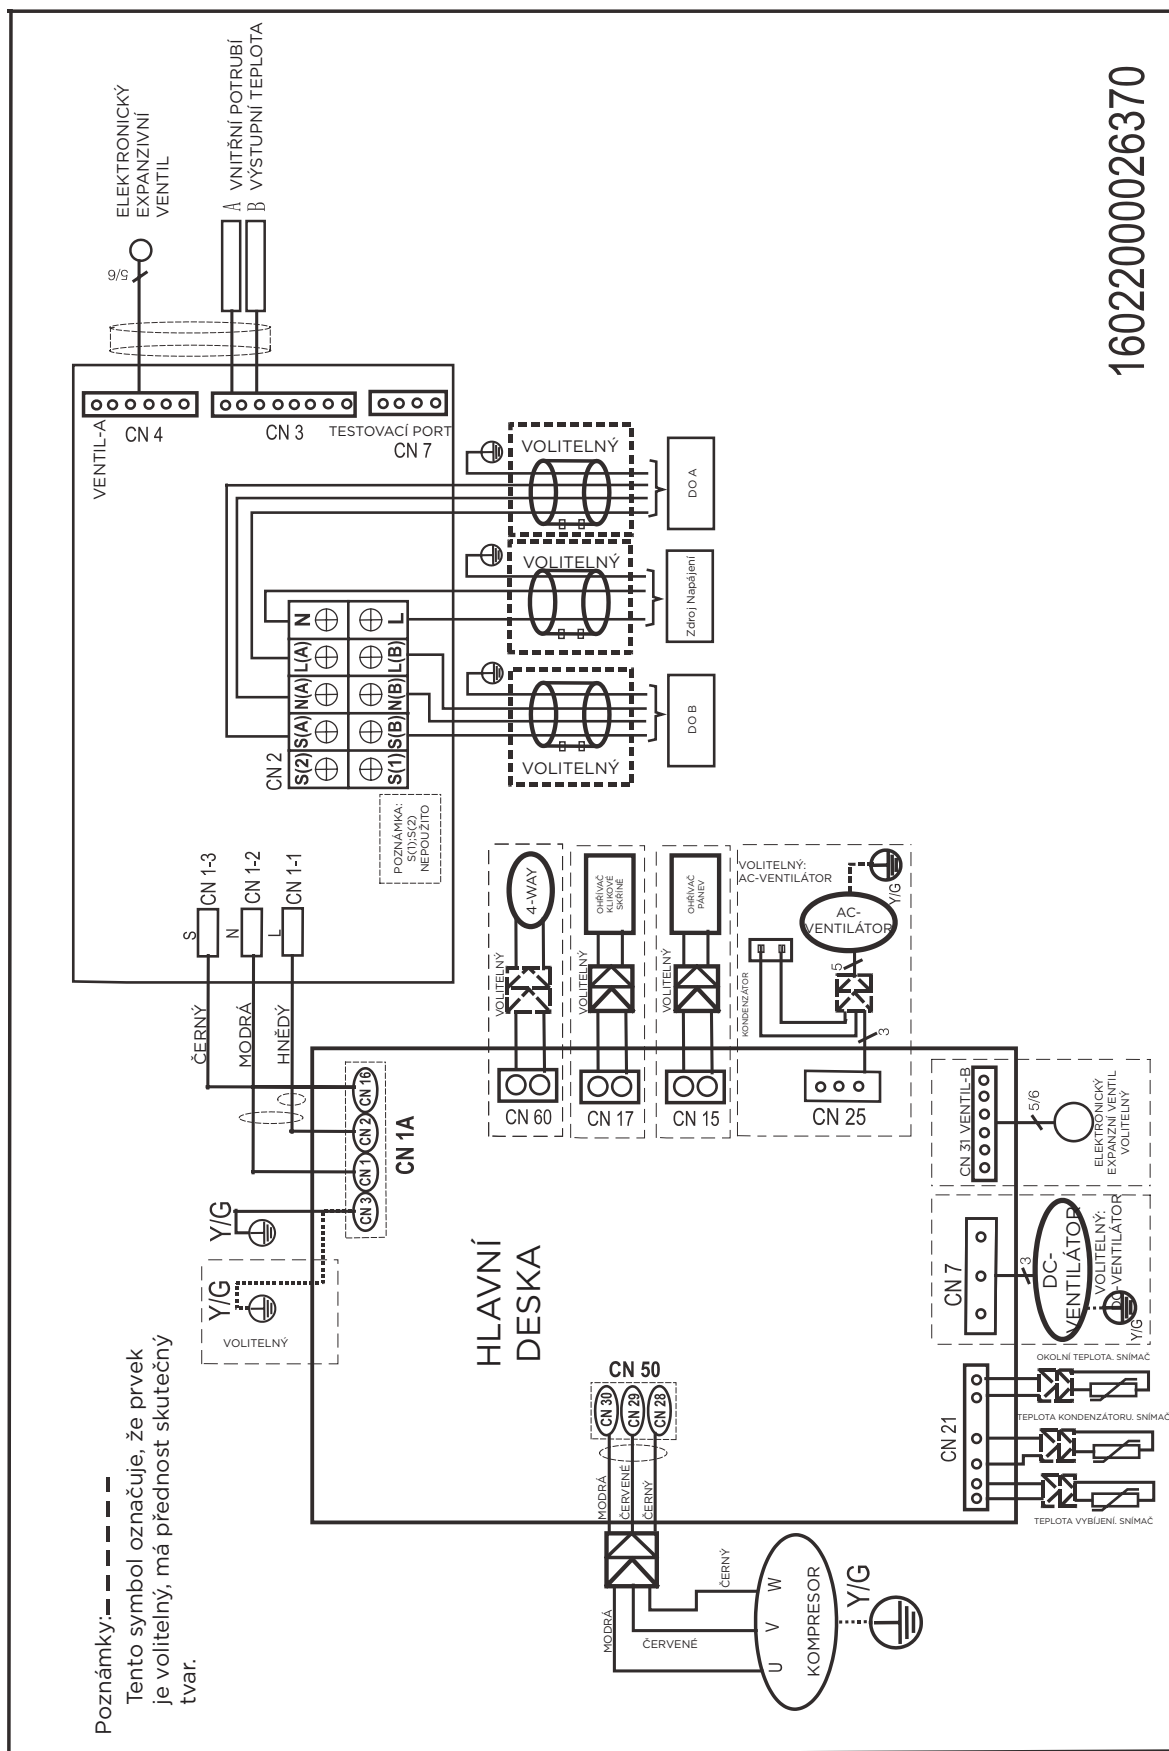 16022000026370
ELEKTRONICKÝ
EXPANZIVNÍ
VENTIL
5/6
A VNITŘNÍ POTRUBÍ
B VÝSTUPNÍ TEPLOTA
VENTIL-A
CN 4
CN 3
TESTOVACÍ PORT
CN 7
VOLITELNÝ
DO A
VOLITELNÝ
Zdroj Napájení
VOLITELNÝ
DO B
CN 2
S(2)
S(A)
N(A)
L(A)
N
S(1)
S(B)
N(B)
L(B)
L
POZNÁMKA:
S(1);S(2)
NEPOUŽITO
S
CN 1-3
N
CN 1-2
L
CN 1-1
ČERNÝ
MODRÁ
HNĚDÝ
CN 16
CN 2
CN 1
CN 3
CN 1A
Y/G
Y/G
VOLITELNÝ
4-WAY
VOLITELNÝ
CN 60
OHŘÍVAČ
KLIKOVÉ
SKŘÍNĚ
VOLITELNÝ
CN 17
OHŘÍVAČ
PÁNEV
VOLITELNÝ
CN 15
VOLITELNÝ:
AC-VENTILÁTOR
Y/G
AC-
VENTILÁTOR
KONDENZÁTOR
5
3
CN 25
HLAVNÍ
DESKA
CN 31 VENTIL-B
5/6
ELEKTRONICKÝ
EXPANZNÍ VENTIL
VOLITELNÝ
CN 7
3
DC-
VENTILÁTOR
VOLITELNÝ:
DC-VENTILÁTOR
Y/G
CN 21
OKOLNÍ TEPLOTA. SNÍMAČ
TEPLOTA KONDENZÁTORU. SNÍMAČ
TEPLOTA VYBÍJENÍ. SNÍMAČ
CN 50
CN 30
CN 29
CN 28
MODRÁ
ČERVENÉ
ČERNÝ
MODRÁ
ČERVENÉ
ČERNÝ
U
V
W
KOMPRESOR
Y/G
Poznámky:
Tento symbol označuje, že prvek
je volitelný, má přednost skutečný
tvar.